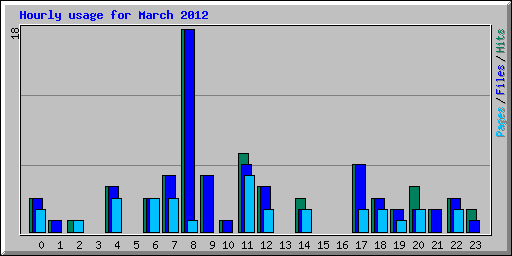 Hourly usage for March 2012
18
Pages/Files/Hits
0 1 2 3 4 5 6 7 8 9 10 11 12 13 14 15 16 17 18 19 20 21 22 23